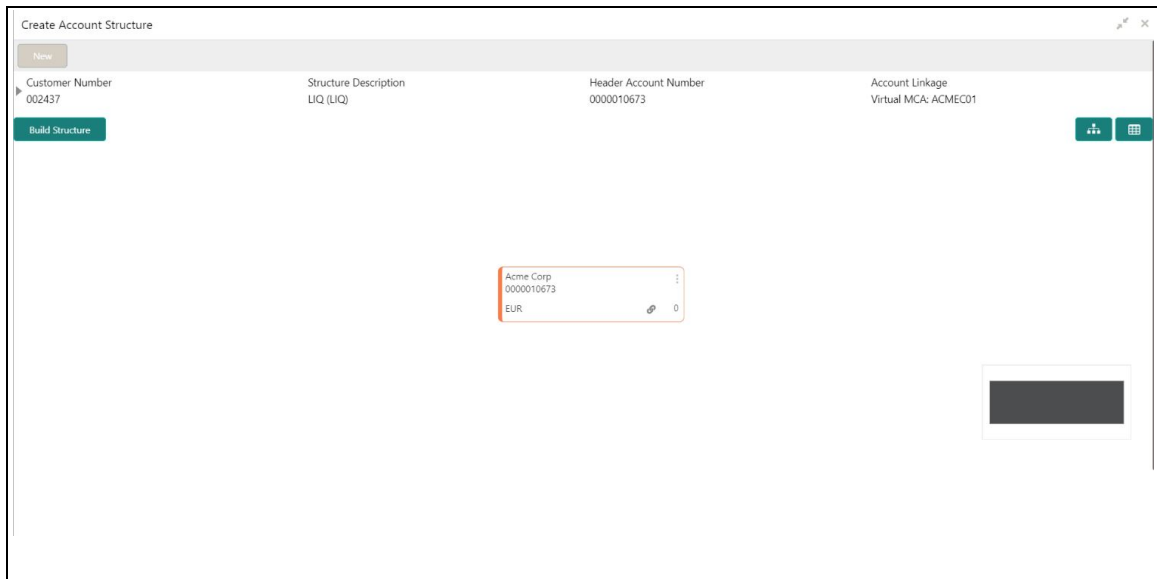 Create Account Structure
New
Customer Number Structure Description Header Account Number Account Linkage
002437 LIQ (LIQ) 0000010673 Virtual MCA: ACMEC01
Build Structure
Acme Corp
0000010673
EUR 0